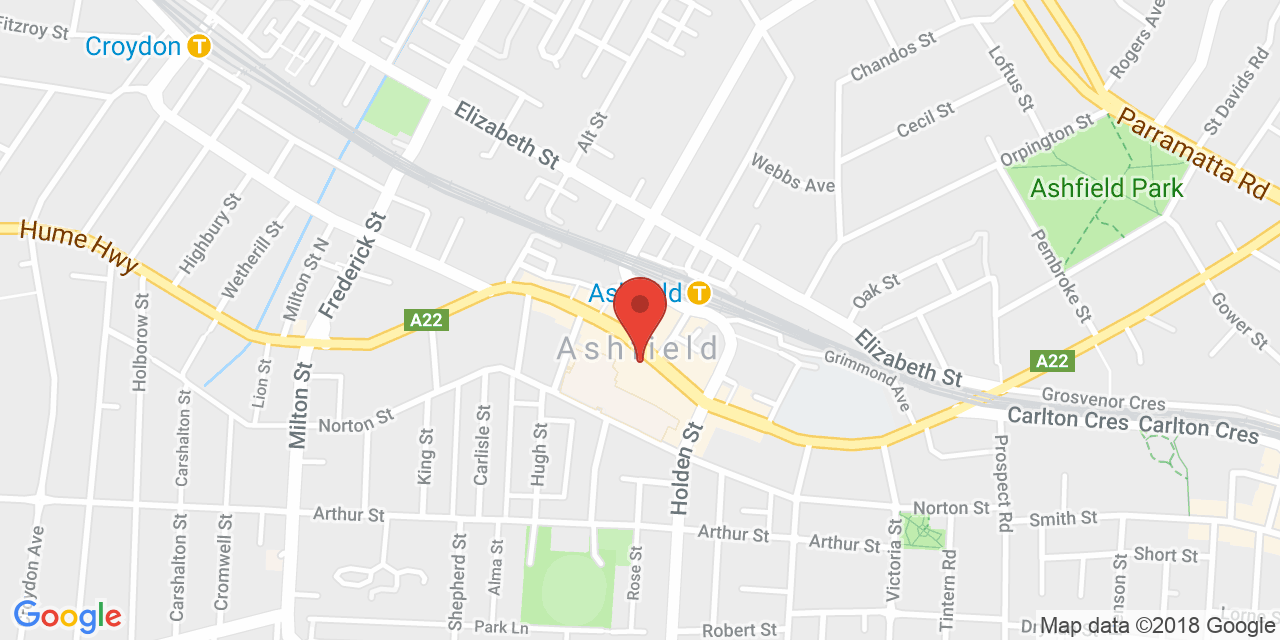 Fitzroy St
Croydon T
Chandos St
Rogers Ave
Loftus St
St Davids Rd
Elizabeth St
Alt St
Cecil St
Orpington St
Parramatta Rd
Webbs Ave
Ashfield Park
Hume Hwy
Highbury St
Wetherill St
Milton St N
Frederick St
Pembroke St
Oak St
Gower St
Ashfield T
A22
Holborow St
Ashfield
Elizabeth St
Grimmond Ave
A22
Lion St
Milton St
Norton St
Carshalton St
King St
Carlisle St
Hugh St
Holden St
Grosvenor Cres
Carlton Cres
Carlton Cres
Prospect Rd
Norton St
Smith St
Arthur St
Arthur St
Arthur St
Victoria St
Short St
Carshalton St
Cromwell St
Shepherd St
Alma St
Rose St
Tintern Rd
Park Ln
Robert St
Google
Map data ©2018 Google